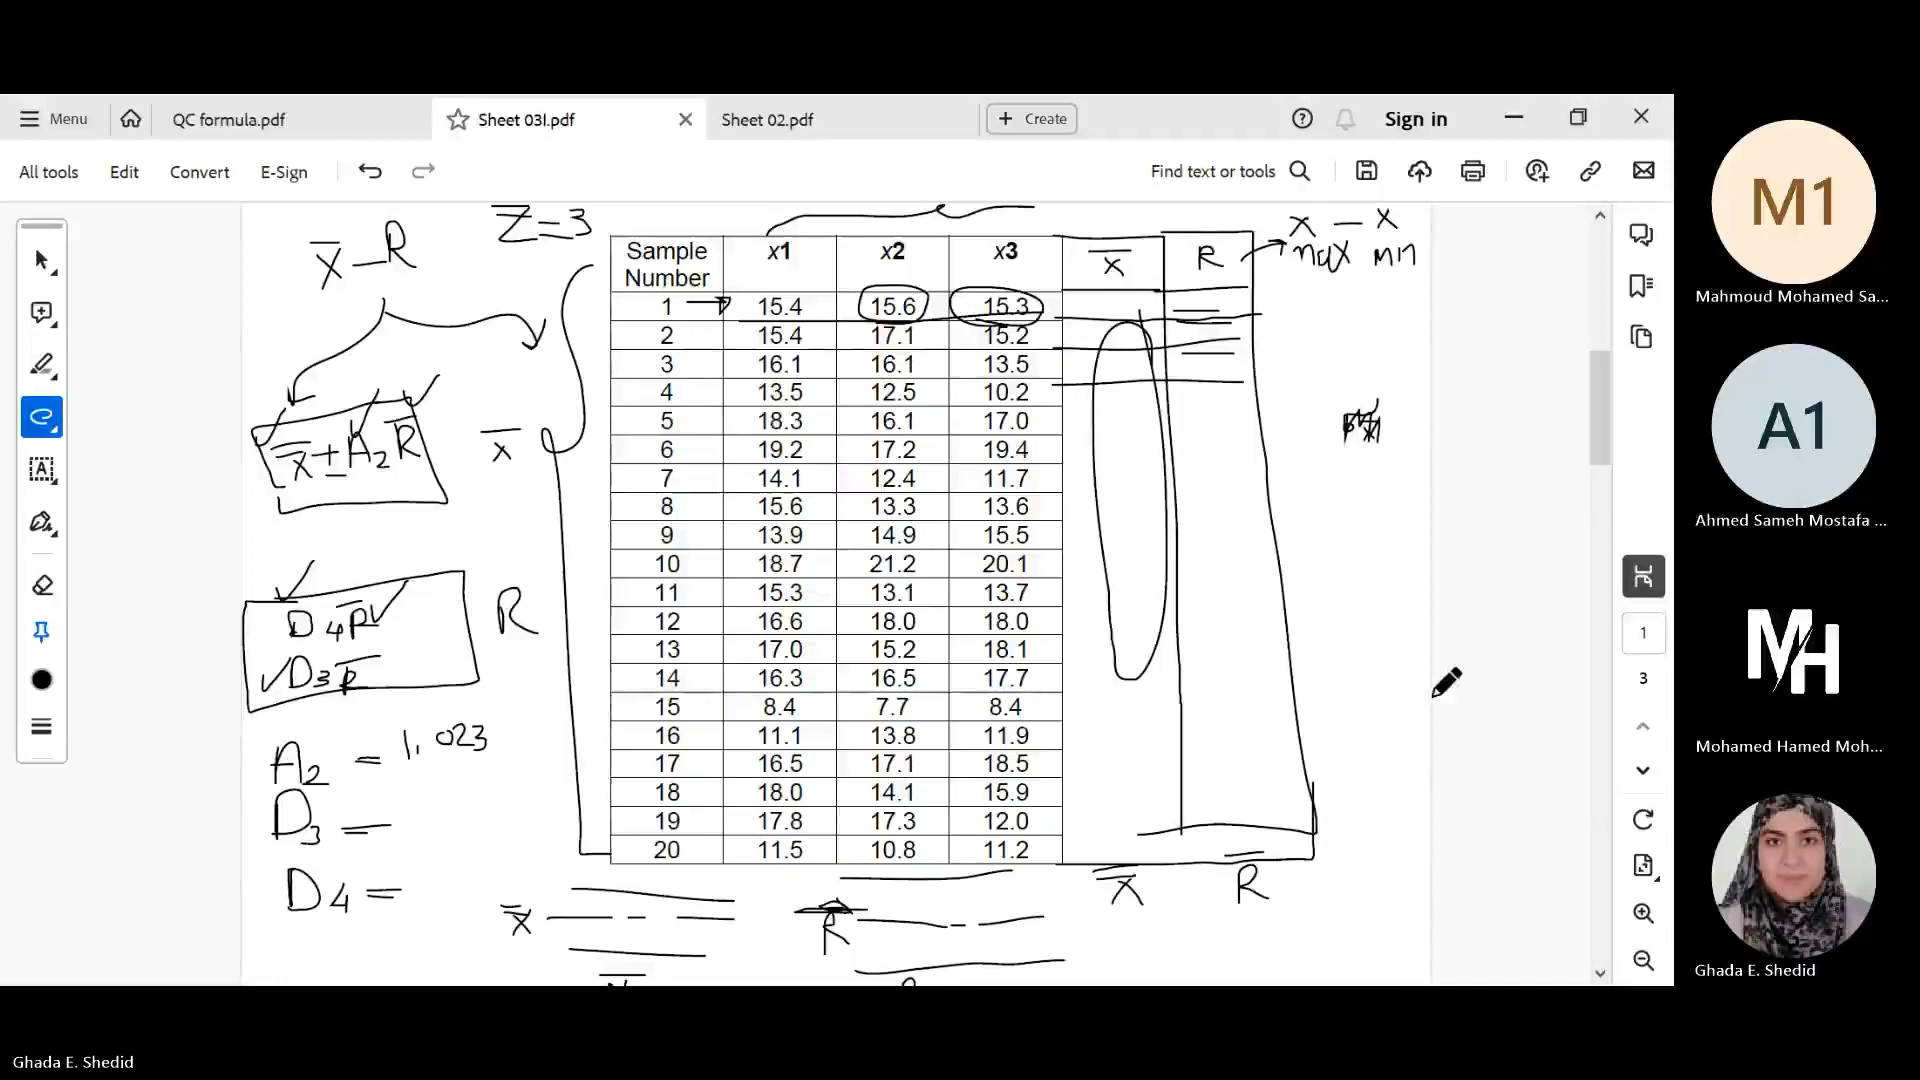 Menu
QC formula.pdf
Sheet 03I.pdf
Sheet 02.pdf
Create
Sign in
All tools
Edit
Convert
E-Sign
Find text or tools
X̄ - R
Z = 3
X - X
max min
Sample Number x1 x2 x3 X̄ R
1 15.4 15.6 15.3
2 15.4 17.1 15.2
3 16.1 16.1 13.5
4 13.5 12.5 10.2
5 18.3 16.1 17.0
6 19.2 17.2 19.4
7 14.1 12.4 11.7
8 15.6 13.3 13.6
9 13.9 14.9 15.5
10 18.7 21.2 20.1
11 15.3 13.1 13.7
12 16.6 18.0 18.0
13 17.0 15.2 18.1
14 16.3 16.5 17.7
15 8.4 7.7 8.4
16 11.1 13.8 11.9
17 16.5 17.1 18.5
18 18.0 14.1 15.9
19 17.8 17.3 12.0
20 11.5 10.8 11.2
X̿ ± A2 R̄
X̄
D4 R̄
D3 R̄
R
A2 = 1.023
D3 =
D4 =
X̿
R̄
X̿
R̄
1
3
M1
Mahmoud Mohamed Sa...
A1
Ahmed Sameh Mostafa ...
MH
Mohamed Hamed Moh...
Ghada E. Shedid
Ghada E. Shedid